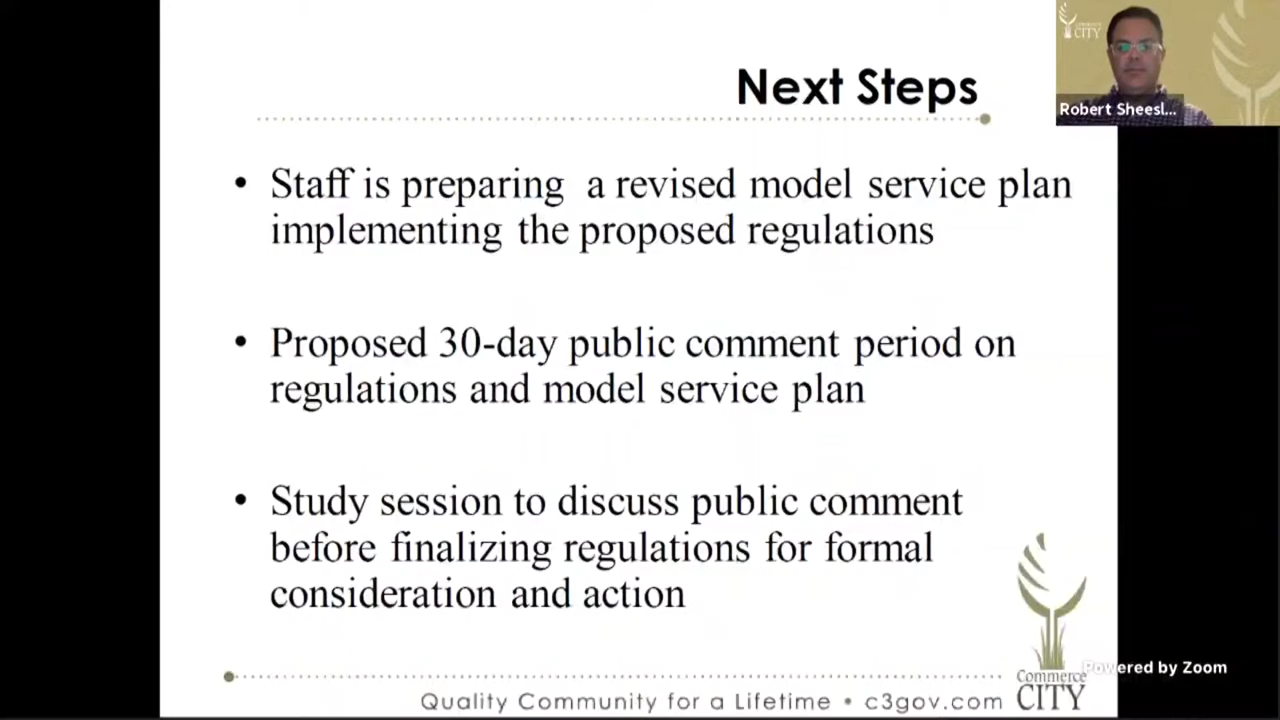 Next Steps
• Staff is preparing  a revised model service plan
implementing the proposed regulations
• Proposed 30-day public comment period on
regulations and model service plan
• Study session to discuss public comment
before finalizing regulations for formal
consideration and action
Quality Community for a Lifetime • c3gov.com
Commerce
CITY
Powered by Zoom
CITY
Robert Sheesl...